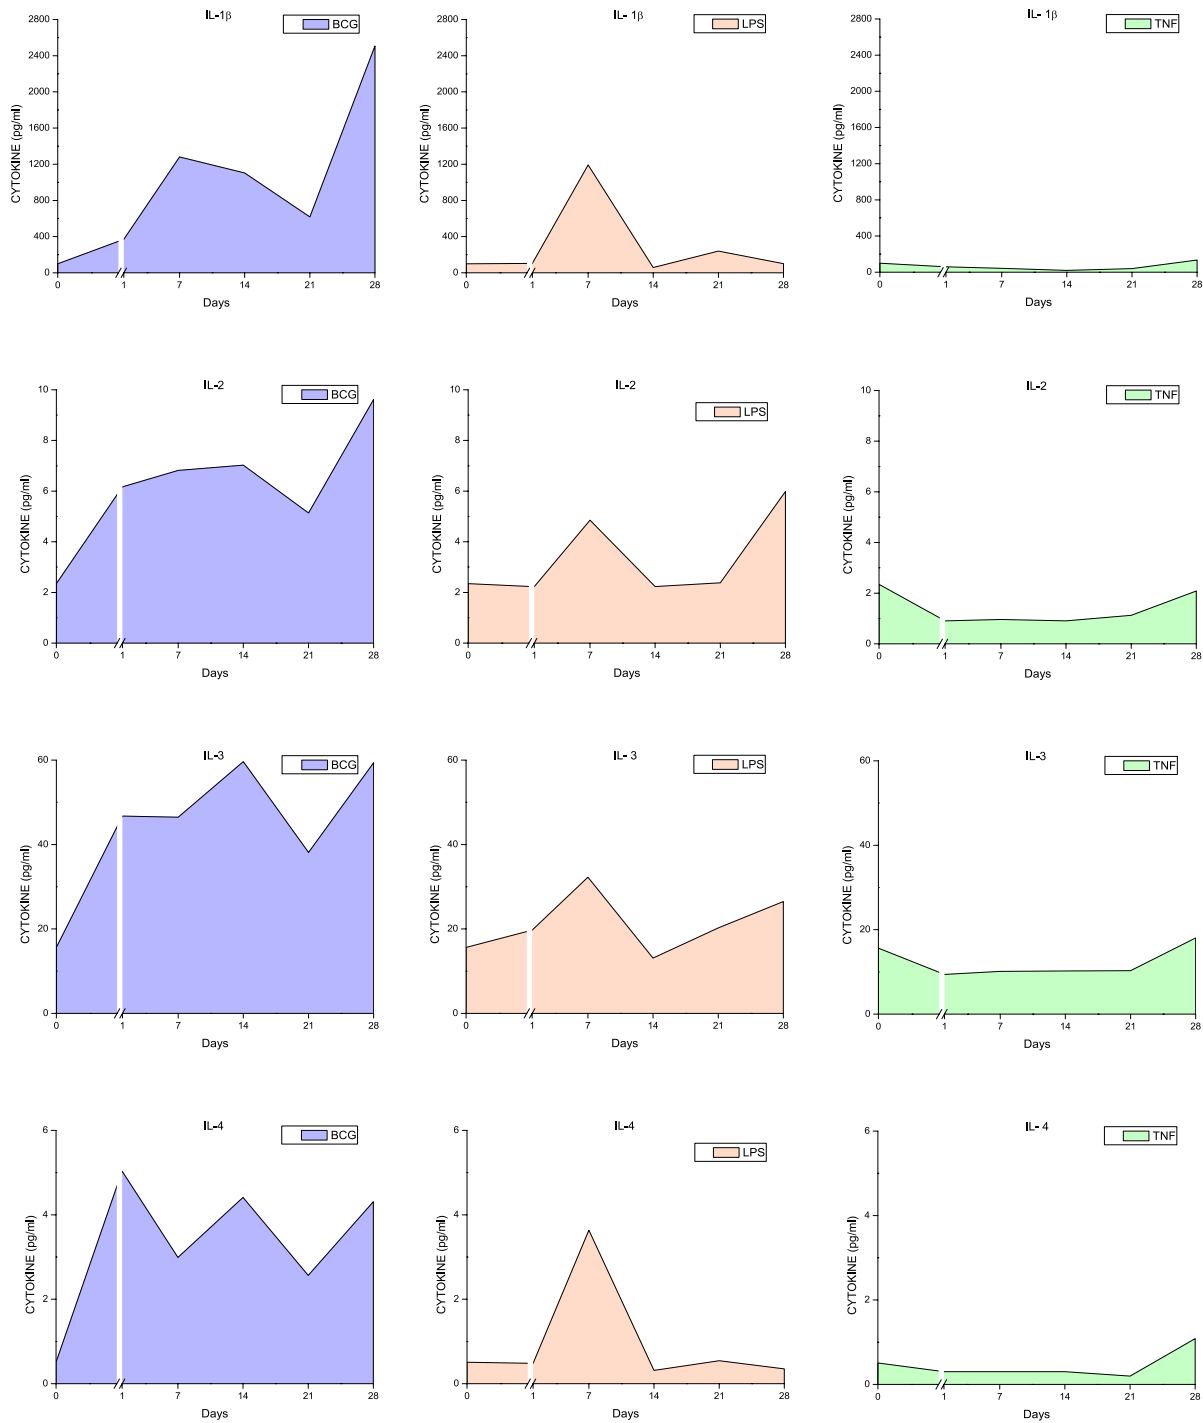 IL-1β
BCG
CYTOKINE (pg/ml)
2800
2400
2000
1600
1200
800
400
0
0 1 7 14 21 28
Days
IL- 1β
LPS
CYTOKINE (pg/ml)
2800
2400
2000
1600
1200
800
400
0
0 1 7 14 21 28
Days
IL- 1β
TNF
CYTOKINE (pg/ml)
2800
2400
2000
1600
1200
800
400
0
0 1 7 14 21 28
Days
IL-2
BCG
CYTOKINE (pg/ml)
10
8
6
4
2
0
0 1 7 14 21 28
Days
IL-2
LPS
CYTOKINE (pg/ml)
10
8
6
4
2
0
0 1 7 14 21 28
Days
IL-2
TNF
CYTOKINE (pg/ml)
10
8
6
4
2
0
0 1 7 14 21 28
Days
IL-3
BCG
CYTOKINE (pg/ml)
60
40
20
0
0 1 7 14 21 28
Days
IL- 3
LPS
CYTOKINE (pg/ml)
60
40
20
0
0 1 7 14 21 28
Days
IL-3
TNF
CYTOKINE (pg/ml)
60
40
20
0
0 1 7 14 21 28
Days
IL-4
BCG
CYTOKINE (pg/ml)
6
4
2
0
0 1 7 14 21 28
Days
IL-4
LPS
CYTOKINE (pg/ml)
6
4
2
0
0 1 7 14 21 28
Days
IL- 4
TNF
CYTOKINE (pg/ml)
6
4
2
0
0 1 7 14 21 28
Days